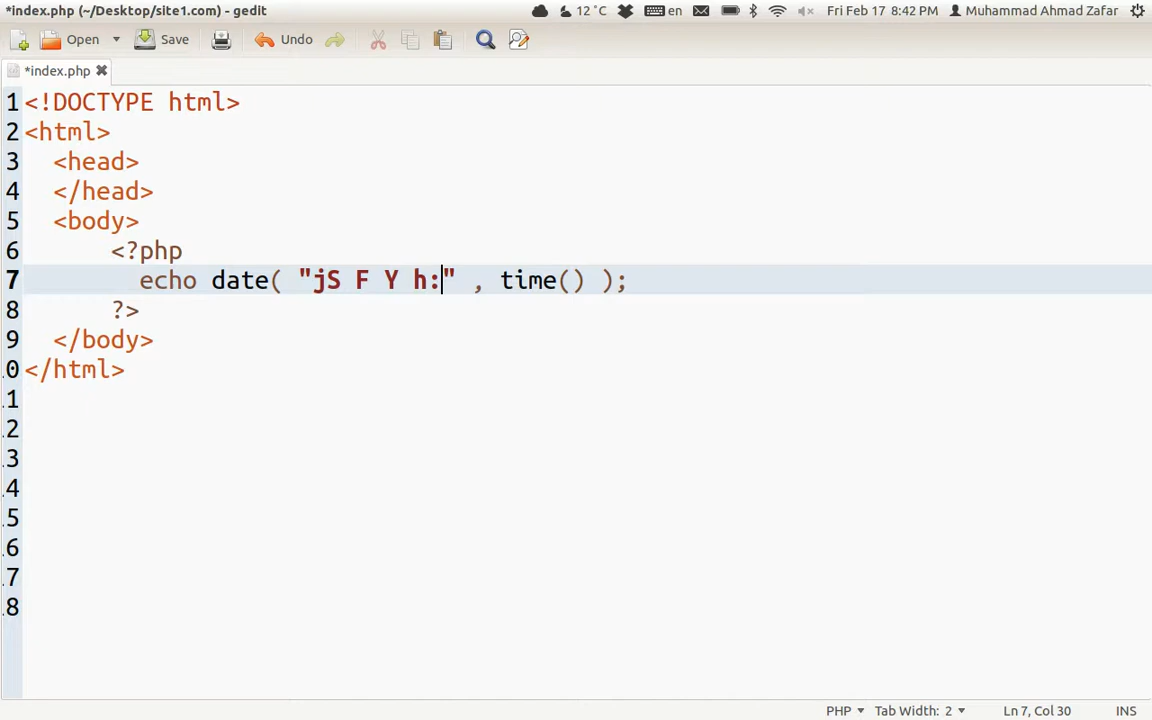 *index.php (~/Desktop/site1.com) - gedit 12 °C en Fri Feb 17 8:42 PM Muhammad Ahmad Zafar
Open Save Undo
*index.php
1 <!DOCTYPE html>
2 <html>
3 <head>
4 </head>
5 <body>
6 <?php
7 echo date( "jS F Y h:" , time() );
8 ?>
9 </body>
0 </html>
1
2
3
4
5
6
7
8
PHP Tab Width: 2 Ln 7, Col 30 INS